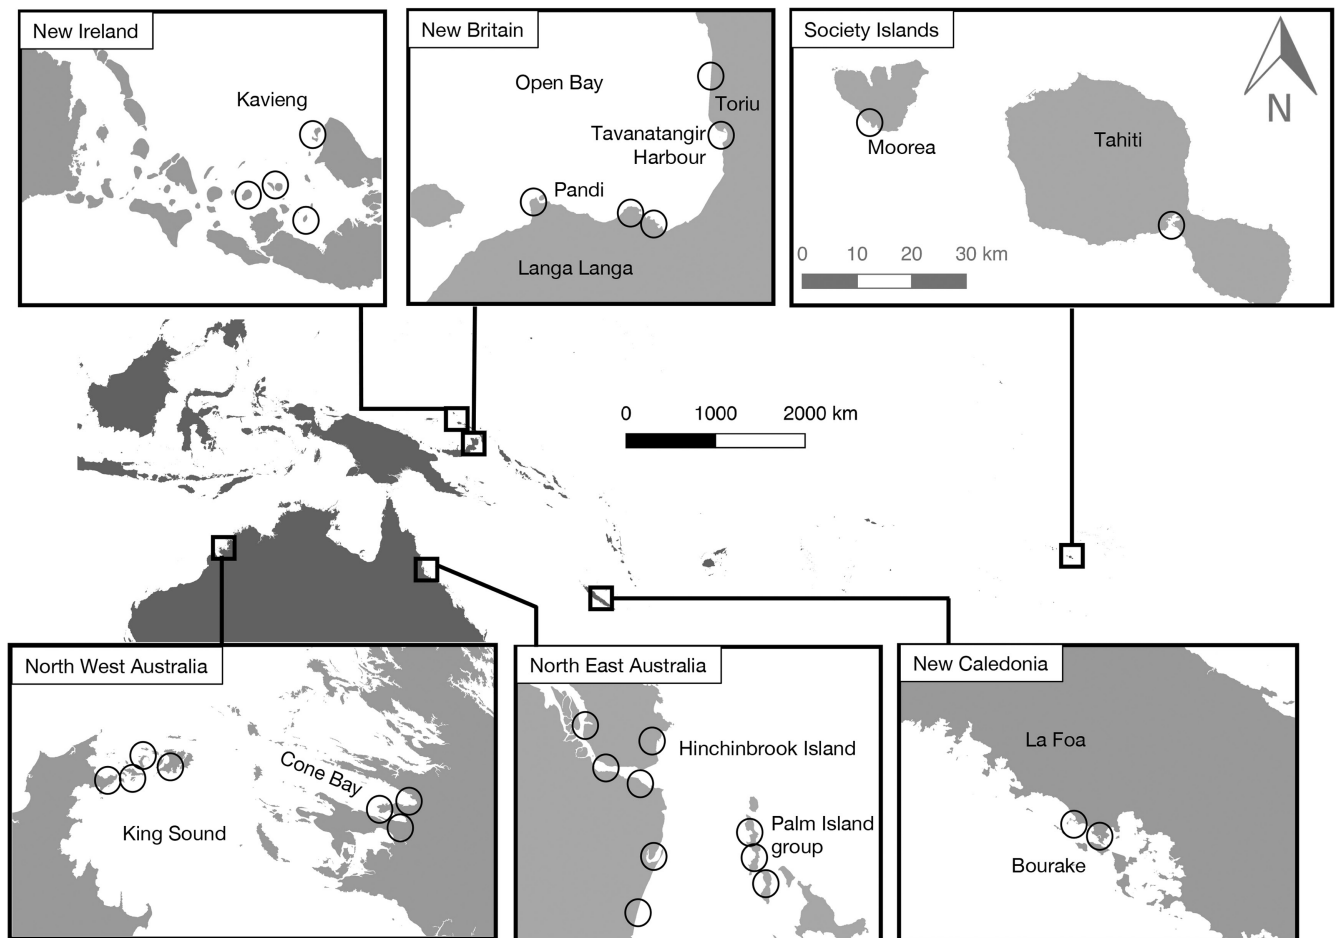 New Ireland
Kavieng
New Britain
Open Bay
Toriu
Tavanatangir
Harbour
Pandi
Langa Langa
Society Islands
N
Moorea
Tahiti
0 10 20 30 km
0 1000 2000 km
North West Australia
Cone Bay
King Sound
North East Australia
Hinchinbrook Island
Palm Island
group
New Caledonia
La Foa
Bourake